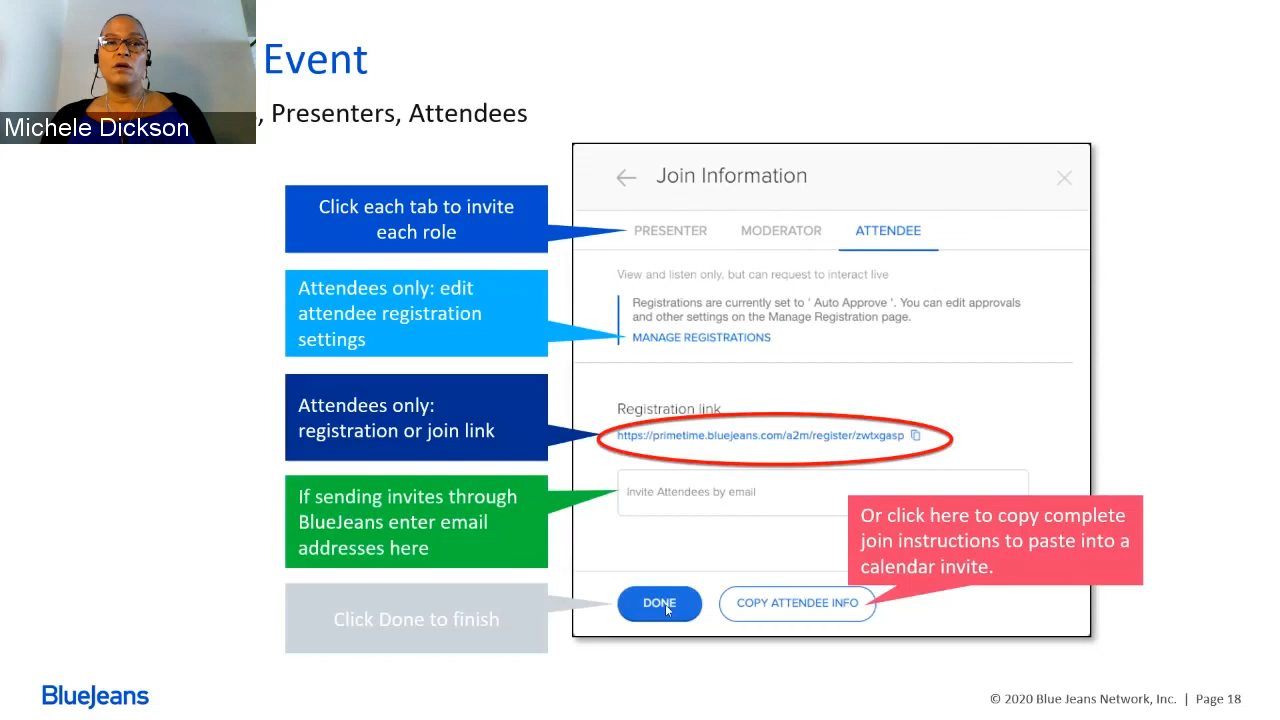 Event
, Presenters, Attendees
Michele Dickson
Click each tab to invite
each role
Attendees only: edit
attendee registration
settings
Attendees only:
registration or join link
If sending invites through
BlueJeans enter email
addresses here
Click Done to finish
Join Information
PRESENTER
MODERATOR
ATTENDEE
View and listen only, but can request to interact live
Registrations are currently set to ' Auto Approve '. You can edit approvals
and other settings on the Manage Registration page.
MANAGE REGISTRATIONS
Registration link
https://primetime.bluejeans.com/a2m/register/zwtxgasp
Invite Attendees by email
Or click here to copy complete
join instructions to paste into a
calendar invite.
DONE
COPY ATTENDEE INFO
BlueJeans
© 2020 Blue Jeans Network, Inc. | Page 18